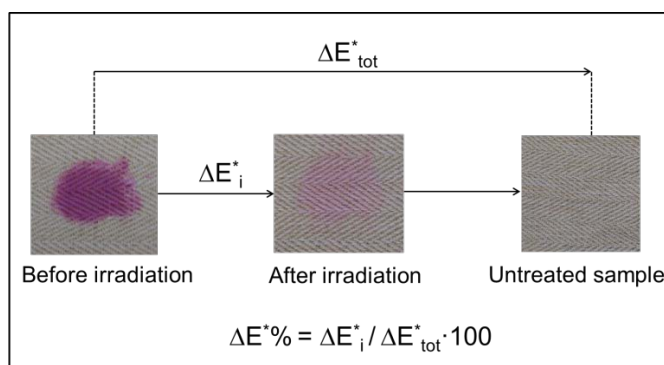 ΔE*tot
ΔE*i
Before irradiation
After irradiation
Untreated sample
ΔE*% = ΔE*i / ΔE*tot·100